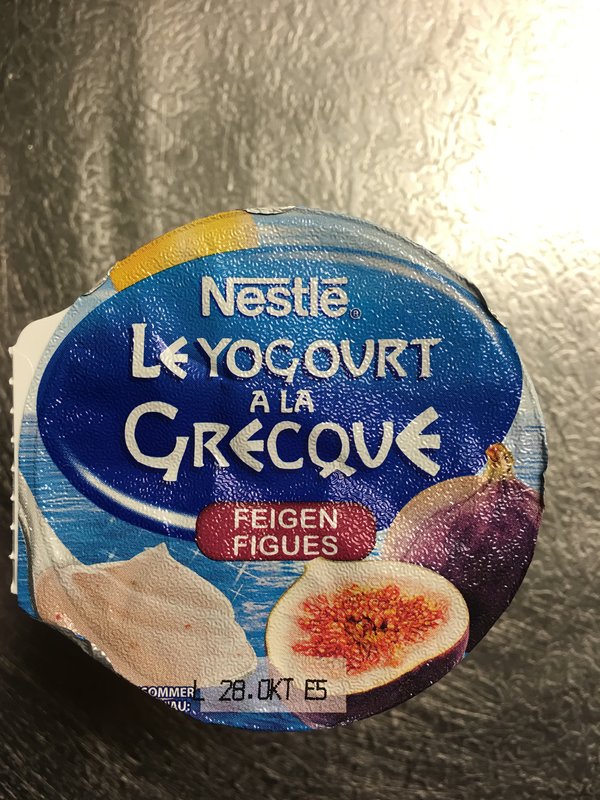 Nestlé®
LE YOGOURT
A LA
GRECQUE
FEIGEN
FIGUES
L 28.OKT E5